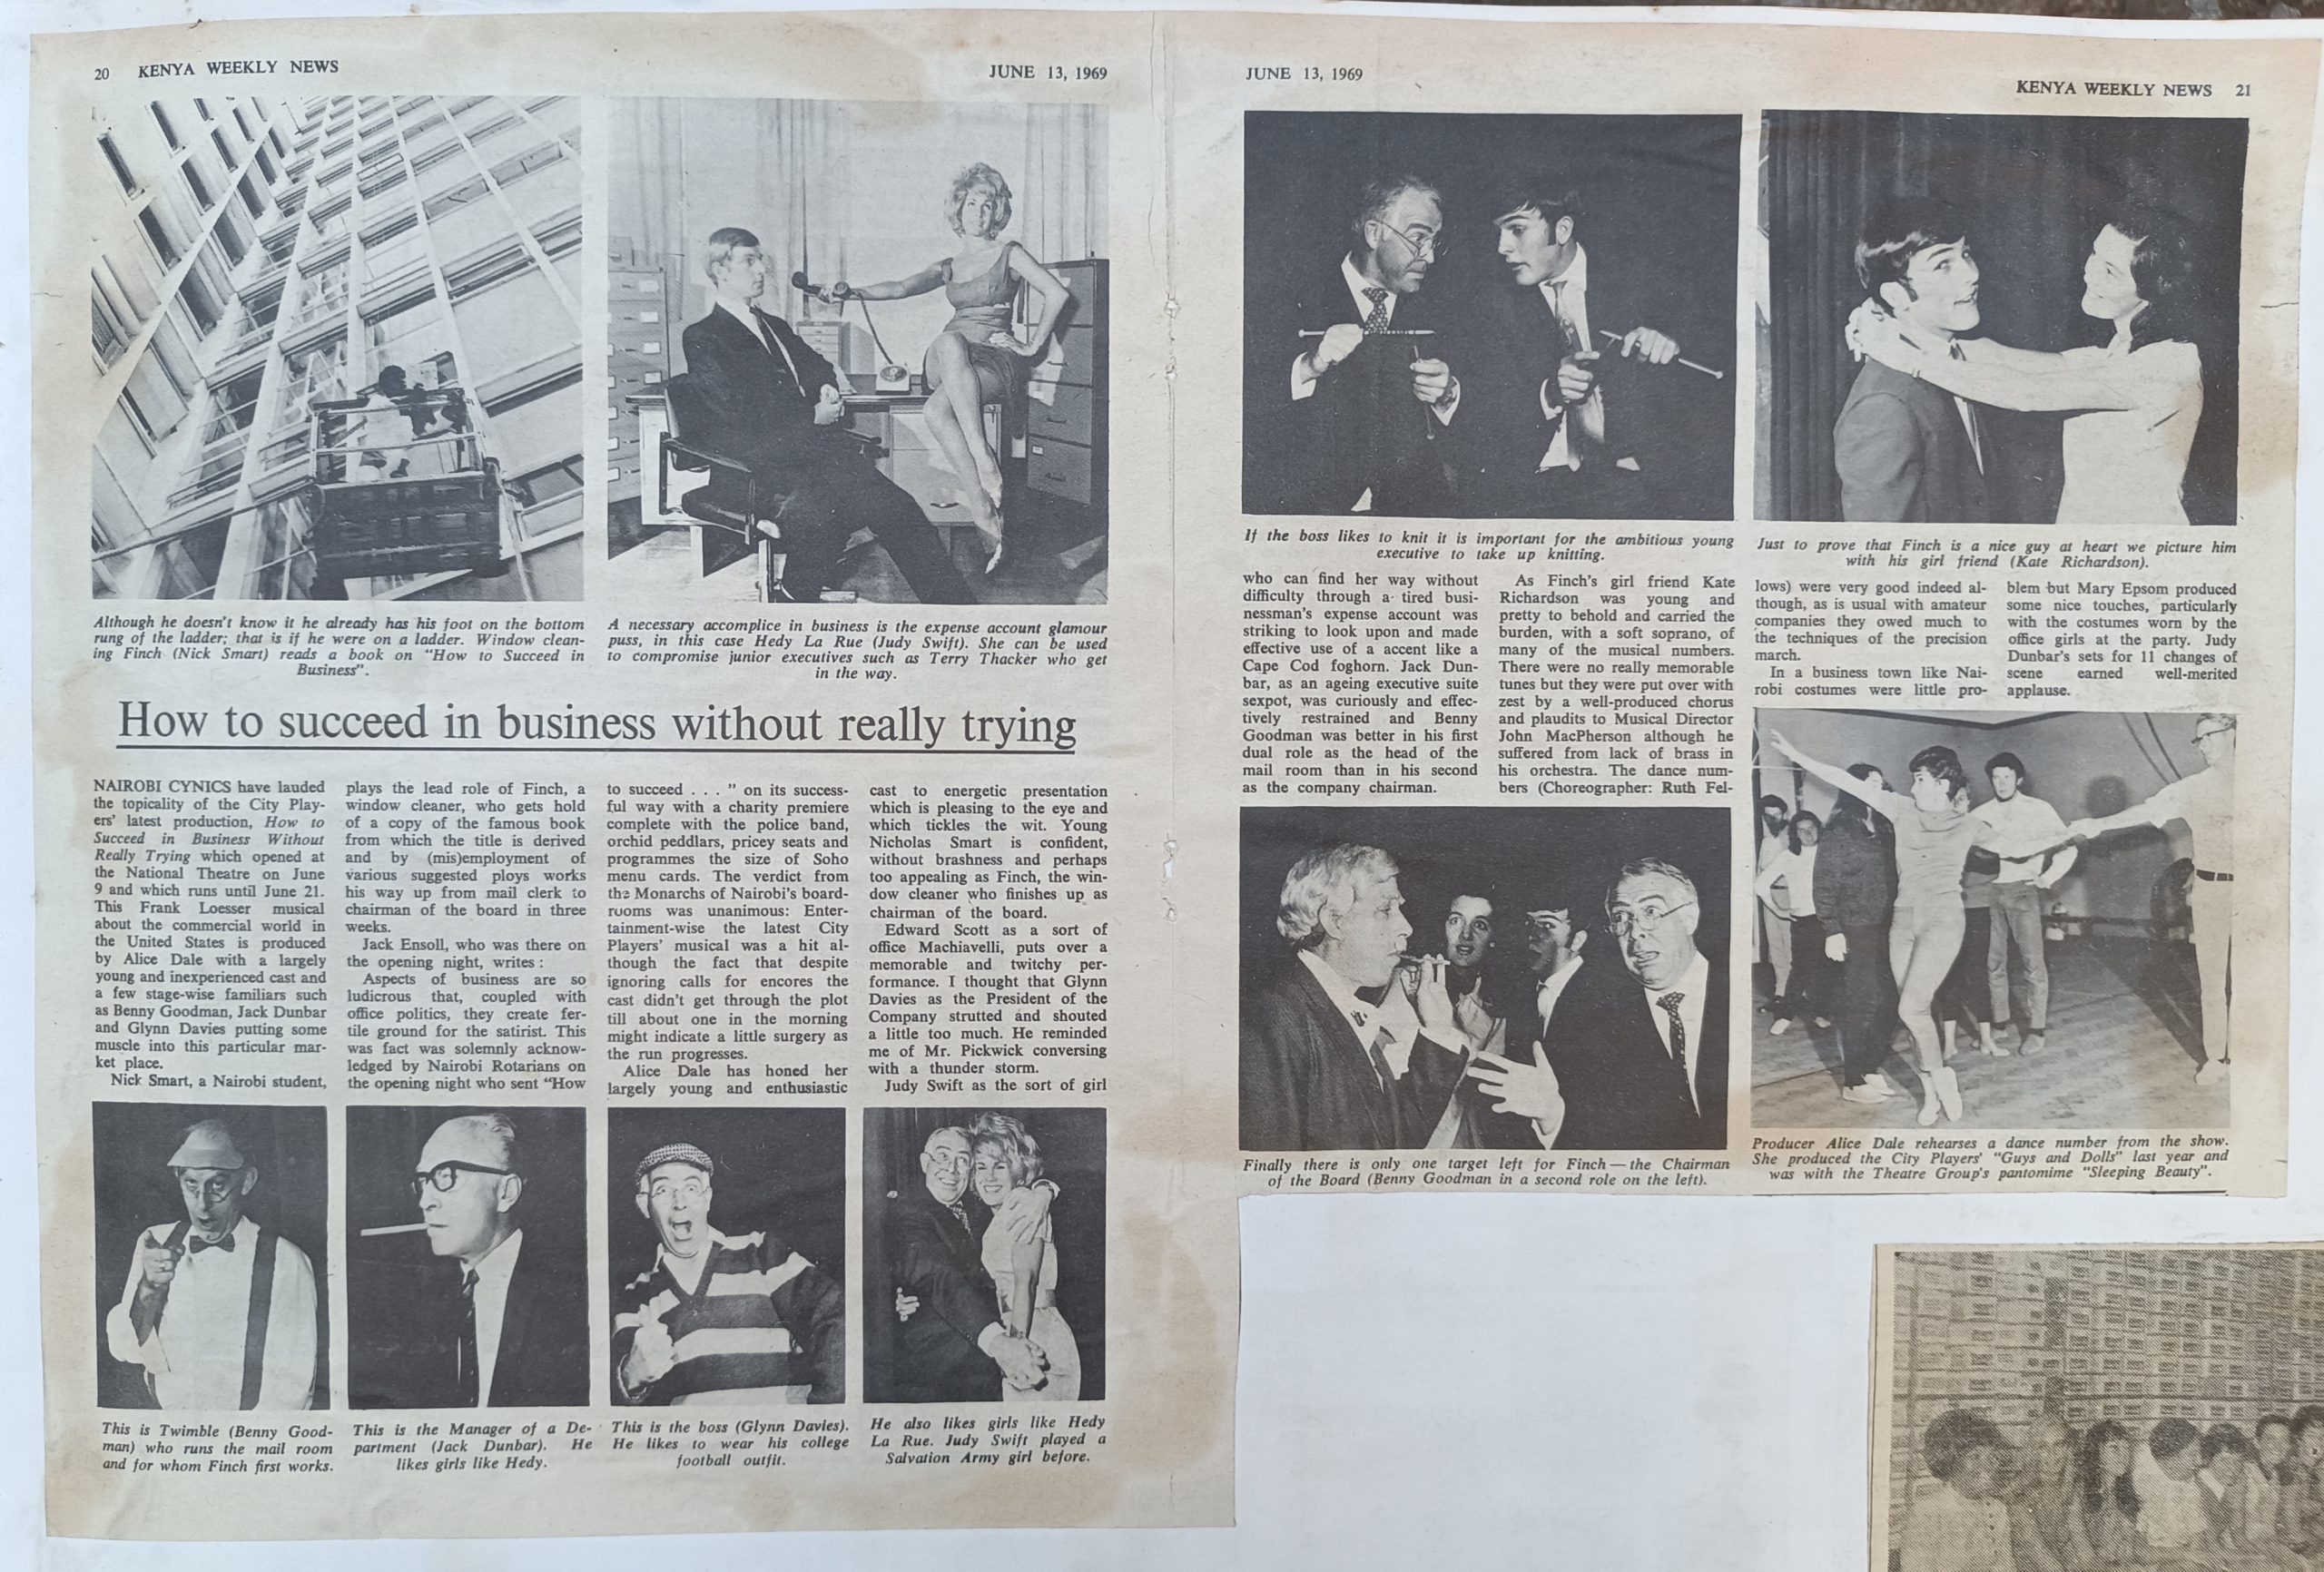 20 KENYA WEEKLY NEWS
JUNE 13, 1969
Although he doesn't know it he already has his foot on the bottom
rung of the ladder; that is if he were on a ladder. Window clean-
ing Finch (Nick Smart) reads a book on "How to Succeed in
Business".
A necessary accomplice in business is the expense account glamour
puss, in this case Hedy La Rue (Judy Swift). She can be used
to compromise junior executives such as Terry Thacker who get
in the way.
How to succeed in business without really trying
NAIROBI CYNICS have lauded
the topicality of the City Play-
ers' latest production, How to
Succeed in Business Without
Really Trying which opened at
the National Theatre on June
9 and which runs until June 21.
This Frank Loesser musical
about the commercial world in
the United States is produced
by Alice Dale with a largely
young and inexperienced cast and
a few stage-wise familiars such
as Benny Goodman, Jack Dunbar
and Glynn Davies putting some
muscle into this particular mar-
ket place.
Nick Smart, a Nairobi student,
plays the lead role of Finch, a
window cleaner, who gets hold
of a copy of the famous book
from which the title is derived
and by (mis)employment of
various suggested ploys works
his way up from mail clerk to
chairman of the board in three
weeks.
Jack Ensoll, who was there on
the opening night, writes:
Aspects of business are so
ludicrous that, coupled with
office politics, they create fer-
tile ground for the satirist. This
was fact was solemnly acknow-
ledged by Nairobi Rotarians on
the opening night who sent "How
to succeed . . . " on its success-
ful way with a charity premiere
complete with the police band,
orchid peddlars, pricey seats and
programmes the size of Soho
menu cards. The verdict from
the Monarchs of Nairobi's board-
rooms was unanimous: Enter-
tainment-wise the latest City
Players' musical was a hit al-
though the fact that despite
ignoring calls for encores the
cast didn't get through the plot
till about one in the morning
might indicate a little surgery as
the run progresses.
Alice Dale has honed her
largely young and enthusiastic
cast to energetic presentation
which is pleasing to the eye and
which tickles the wit. Young
Nicholas Smart is confident,
without brashness and perhaps
too appealing as Finch, the win-
dow cleaner who finishes up as
chairman of the board.
Edward Scott as a sort of
office Machiavelli, puts over a
memorable and twitchy per-
formance. I thought that Glynn
Davies as the President of the
Company strutted and shouted
a little too much. He reminded
me of Mr. Pickwick conversing
with a thunder storm.
Judy Swift as the sort of girl
This is Twimble (Benny Good-
man) who runs the mail room
and for whom Finch first works.
This is the Manager of a De-
partment (Jack Dunbar). He
likes girls like Hedy.
This is the boss (Glynn Davies).
He likes to wear his college
football outfit.
He also likes girls like Hedy
La Rue. Judy Swift played a
Salvation Army girl before.
JUNE 13, 1969
KENYA WEEKLY NEWS 21
If the boss likes to knit it is important for the ambitious young
executive to take up knitting.
Just to prove that Finch is a nice guy at heart we picture him
with his girl friend (Kate Richardson).
who can find her way without
difficulty through a tired busi-
nessman's expense account was
striking to look upon and made
effective use of a accent like a
Cape Cod foghorn. Jack Dun-
bar, as an ageing executive suite
sexpot, was curiously and effec-
tively restrained and Benny
Goodman was better in his first
dual role as the head of the
mail room than in his second
as the company chairman.
As Finch's girl friend Kate
Richardson was young and
pretty to behold and carried the
burden, with a soft soprano, of
many of the musical numbers.
There were no really memorable
tunes but they were put over with
zest by a well-produced chorus
and plaudits to Musical Director
John MacPherson although he
suffered from lack of brass in
his orchestra. The dance num-
bers (Choreographer: Ruth Fel-
lows) were very good indeed al-
though, as is usual with amateur
companies they owed much to
the techniques of the precision
march.
In a business town like Nai-
robi costumes were little pro-
blem but Mary Epsom produced
some nice touches, particularly
with the costumes worn by the
office girls at the party. Judy
Dunbar's sets for 11 changes of
scene earned well-merited
applause.
Finally there is only one target left for Finch — the Chairman
of the Board (Benny Goodman in a second role on the left).
Producer Alice Dale rehearses a dance number from the show.
She produced the City Players' "Guys and Dolls" last year and
was with the Theatre Group's pantomime "Sleeping Beauty".